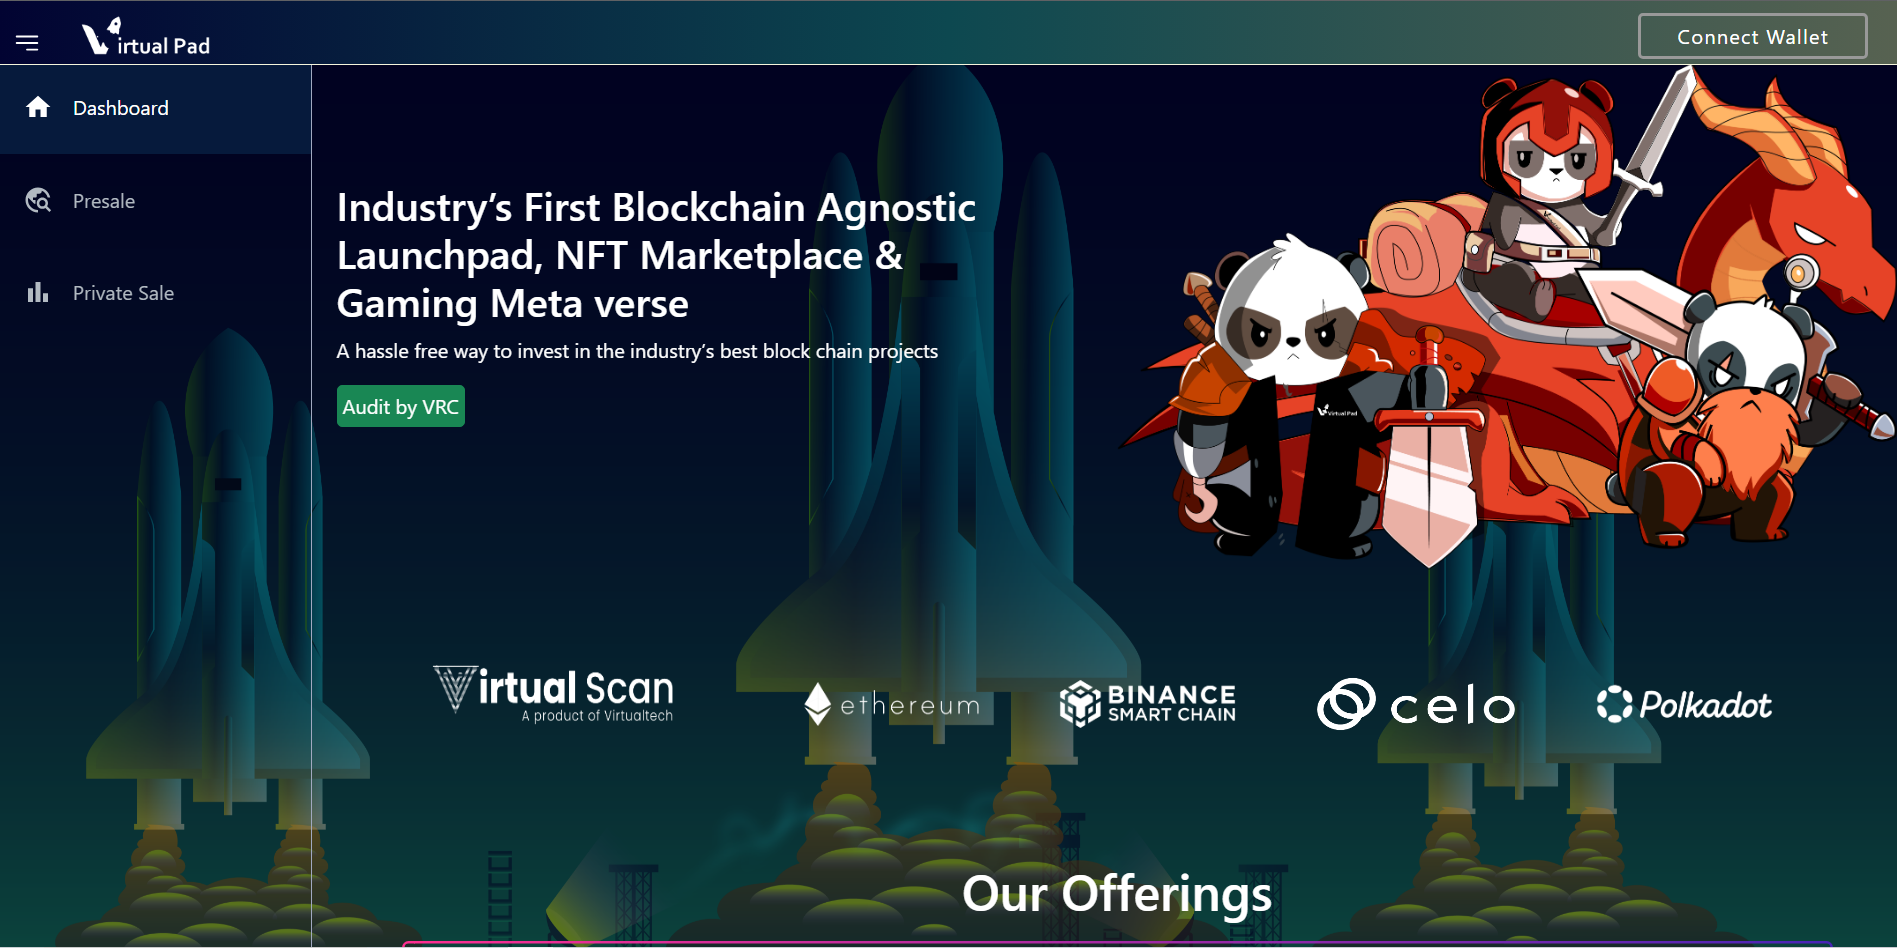 Virtual Pad
Connect Wallet
Dashboard
Presale
Private Sale
Industry’s First Blockchain Agnostic
Launchpad, NFT Marketplace &
Gaming Meta verse
A hassle free way to invest in the industry’s best block chain projects
Audit by VRC
Virtual Pad
Virtual Scan
A product of Virtualtech
ethereum
BINANCE
SMART CHAIN
celo
Polkadot
Our Offerings